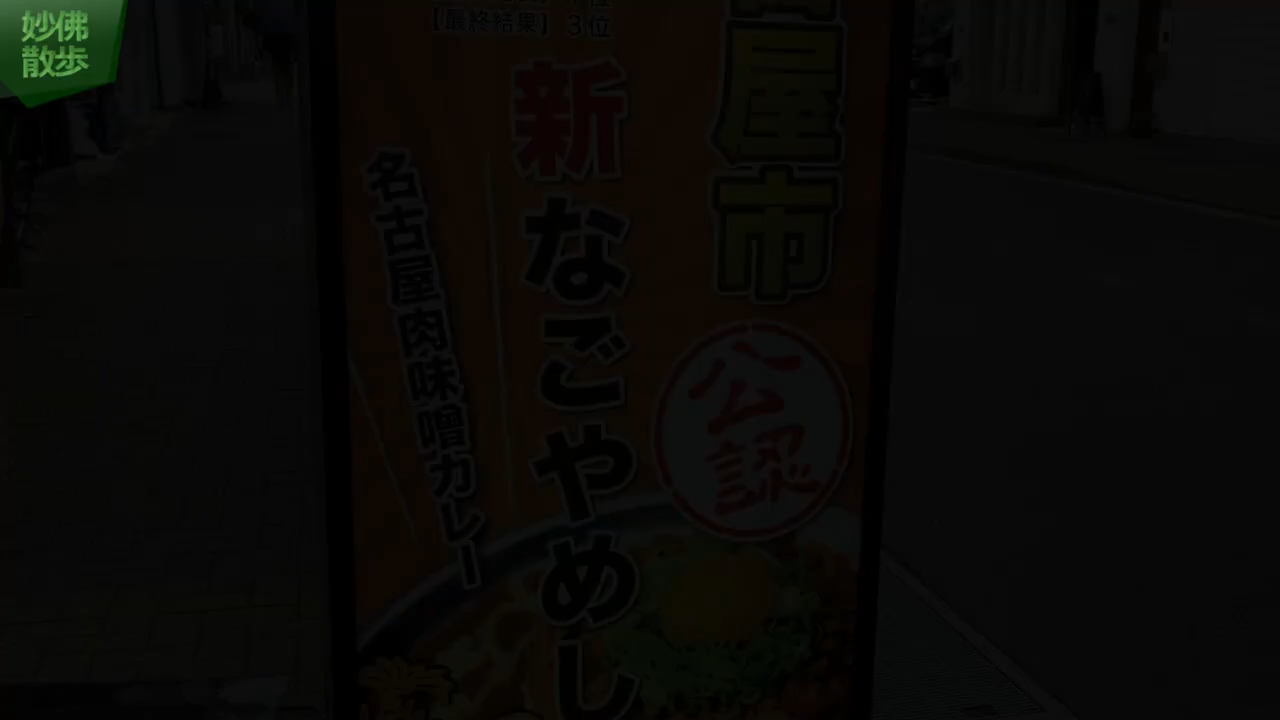 妙佛
散歩
【最終結果】3位
屋市
公認
新なごやめし
名古屋肉味噌カレー